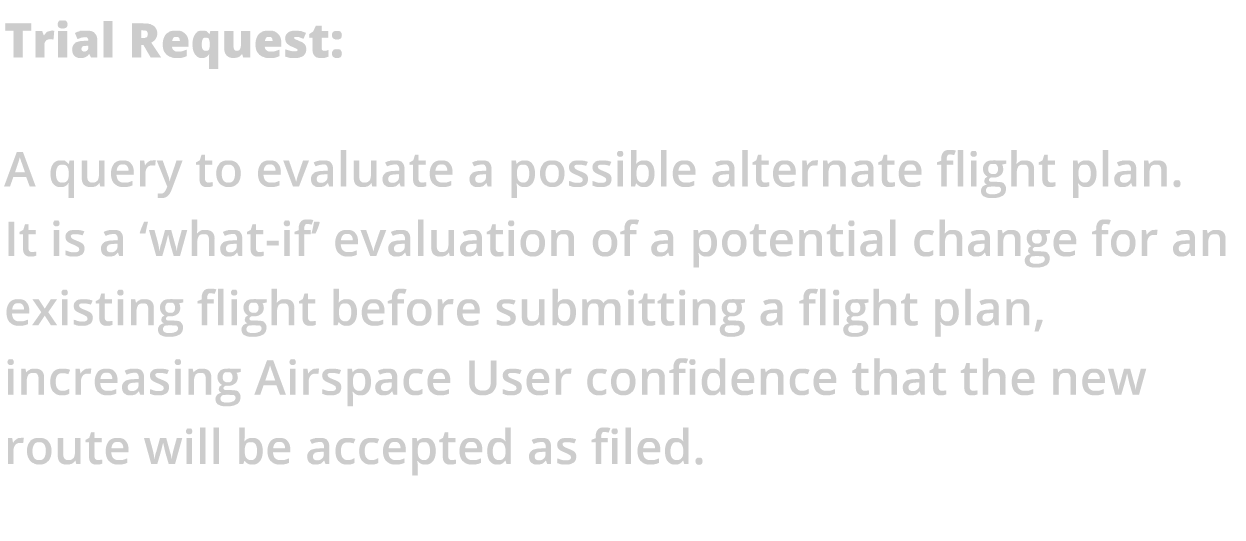 Trial Request:
A query to evaluate a possible alternate flight plan.
It is a ‘what-if’ evaluation of a potential change for an
existing flight before submitting a flight plan,
increasing Airspace User confidence that the new
route will be accepted as filed.